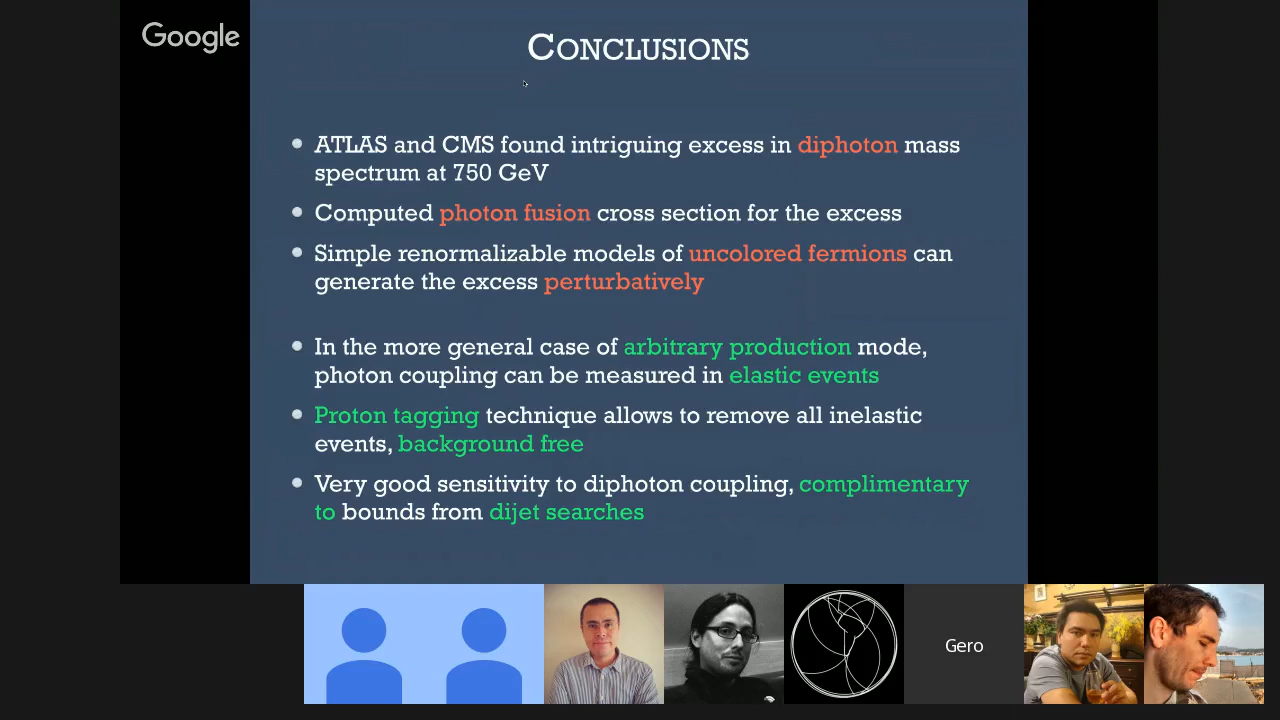 Google
CONCLUSIONS
ATLAS and CMS found intriguing excess in diphoton mass
spectrum at 750 GeV
Computed photon fusion cross section for the excess
Simple renormalizable models of uncolored fermions can
generate the excess perturbatively
In the more general case of arbitrary production mode,
photon coupling can be measured in elastic events
Proton tagging technique allows to remove all inelastic
events, background free
Very good sensitivity to diphoton coupling, complimentary
to bounds from dijet searches
Gero